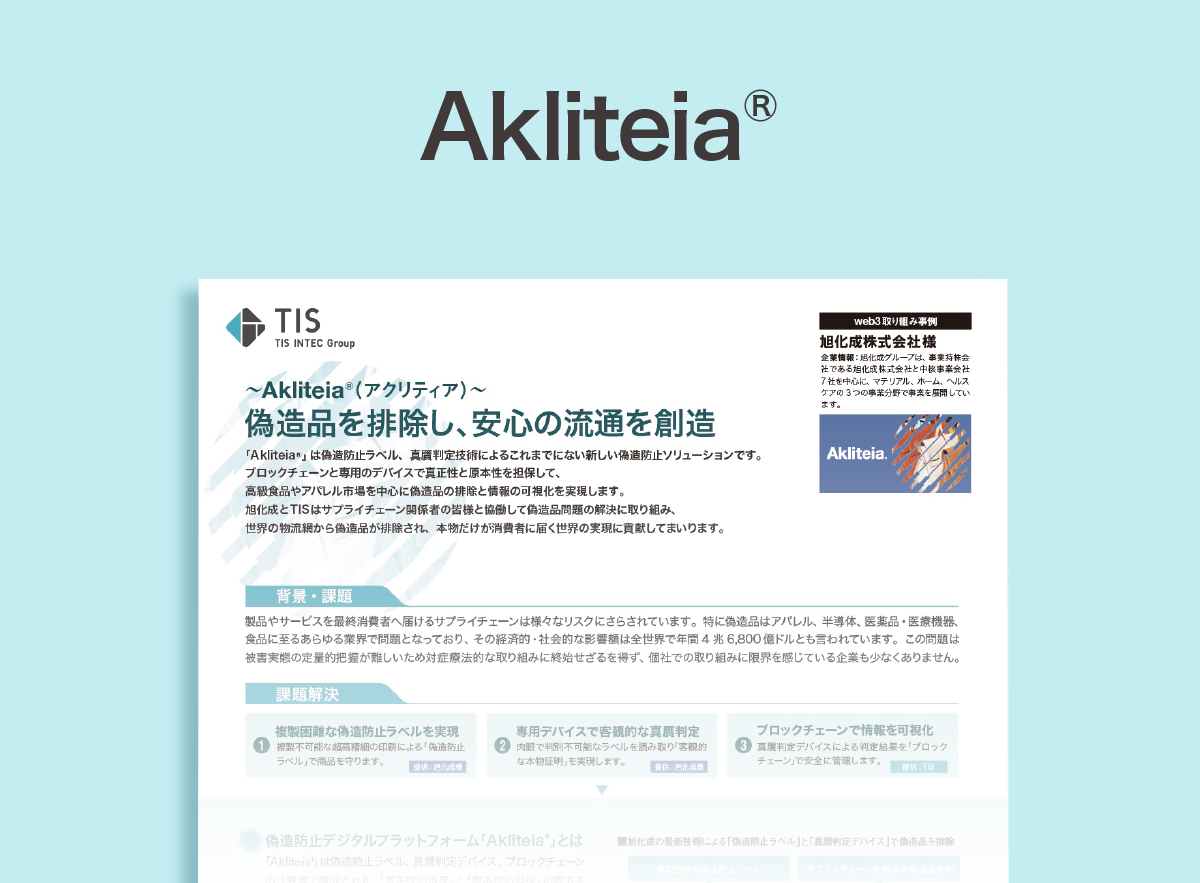 Akliteia®
TIS
TIS INTEC Group
web3取り組み事例
旭化成株式会社様
企業情報：旭化成グループは、事業持株会
社である旭化成株式会社と中核事業会社
7社を中心に、マテリアル、ホーム、ヘルス
ケアの3つの事業分野で事業を展開してい
ます。
Akliteia®
～Akliteia®（アクリティア）～
偽造品を排除し、安心の流通を創造
「Akliteia®」は偽造防止ラベル、真贋判定技術によるこれまでにない新しい偽造防止ソリューションです。
ブロックチェーンと専用のデバイスで真正性と原本性を担保して、
高級食品やアパレル市場を中心に偽造品の排除と情報の可視化を実現します。
旭化成とTISはサプライチェーン関係者の皆様と協働して偽造品問題の解決に取り組み、
世界の物流網から偽造品が排除され、本物だけが消費者に届く世界の実現に貢献してまいります。
背景・課題
製品やサービスを最終消費者へ届けるサプライチェーンは様々なリスクにさらされています。特に偽造品はアパレル、半導体、医薬品・医療機器、
食品に至るあらゆる業界で問題となっており、その経済的・社会的な影響額は全世界で年間4兆6,800億ドルとも言われています。この問題は
被害実態の定量的把握が難しいため対症療法的な取り組みに終始せざるを得ず、個社での取り組みに限界を感じている企業も少なくありません。
課題解決
1 複製困難な偽造防止ラベルを実現
複製不可能な超高精細の印刷による「偽造防止
ラベル」で商品を守ります。
提供：旭化成様
2 専用デバイスで客観的な真贋判定
肉眼で判別不可能なラベルを読み取り「客観的
な本物証明」を実現します。
提供：旭化成様
3 ブロックチェーンで情報を可視化
真贋判定デバイスによる判定結果を「ブロック
チェーン」で安全に管理します。
提供：TIS
偽造防止デジタルプラットフォーム「Akliteia®」とは
「Akliteia®」は偽造防止ラベル、真贋判定デバイス、ブロックチェーン
■旭化成の最新技術による「偽造防止ラベル」と「真贋判定デバイス」で偽造品を排除
複製困難な偽造防止ラベル